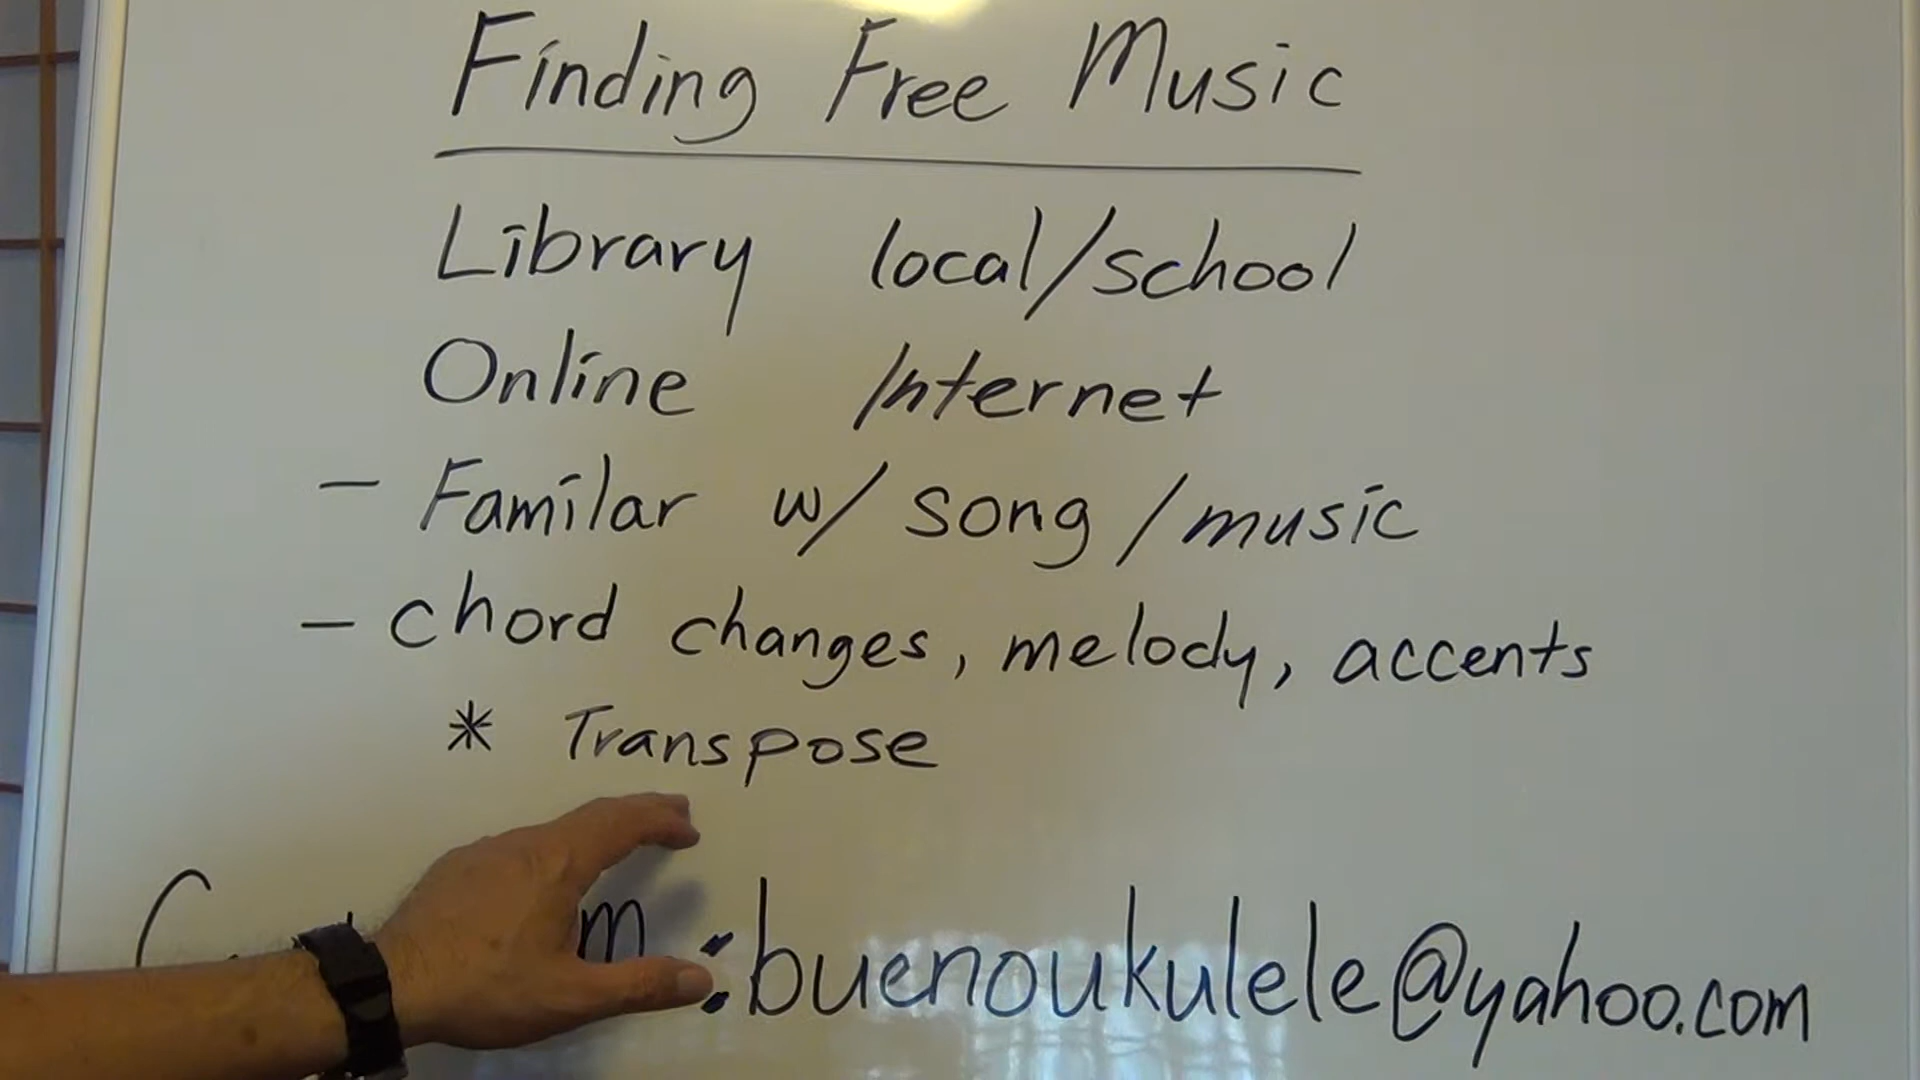 Finding Free Music
Library local/school
Online Internet
- Familar w/ song/music
- chord changes, melody, accents
* Transpose
:buenoukulele@yahoo.com